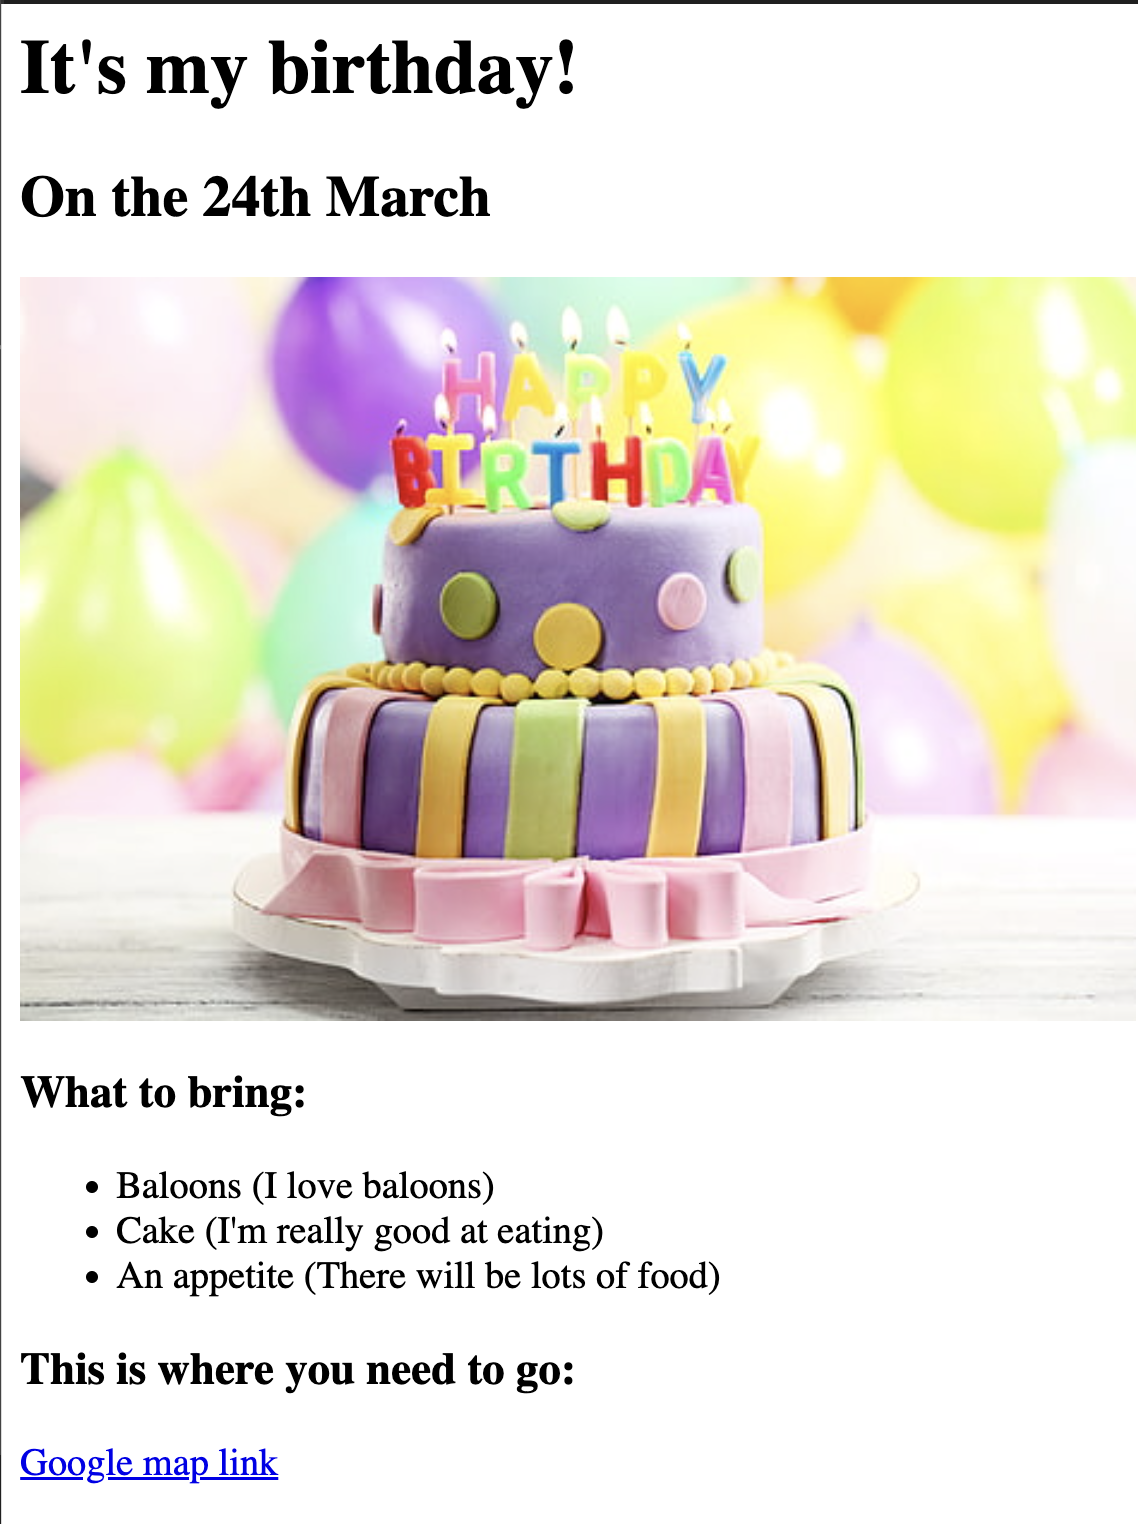 It's my birthday!
On the 24th March
HAPPY
BIRTHDAY
What to bring:
Baloons (I love baloons)
Cake (I'm really good at eating)
An appetite (There will be lots of food)
This is where you need to go:
Google map link